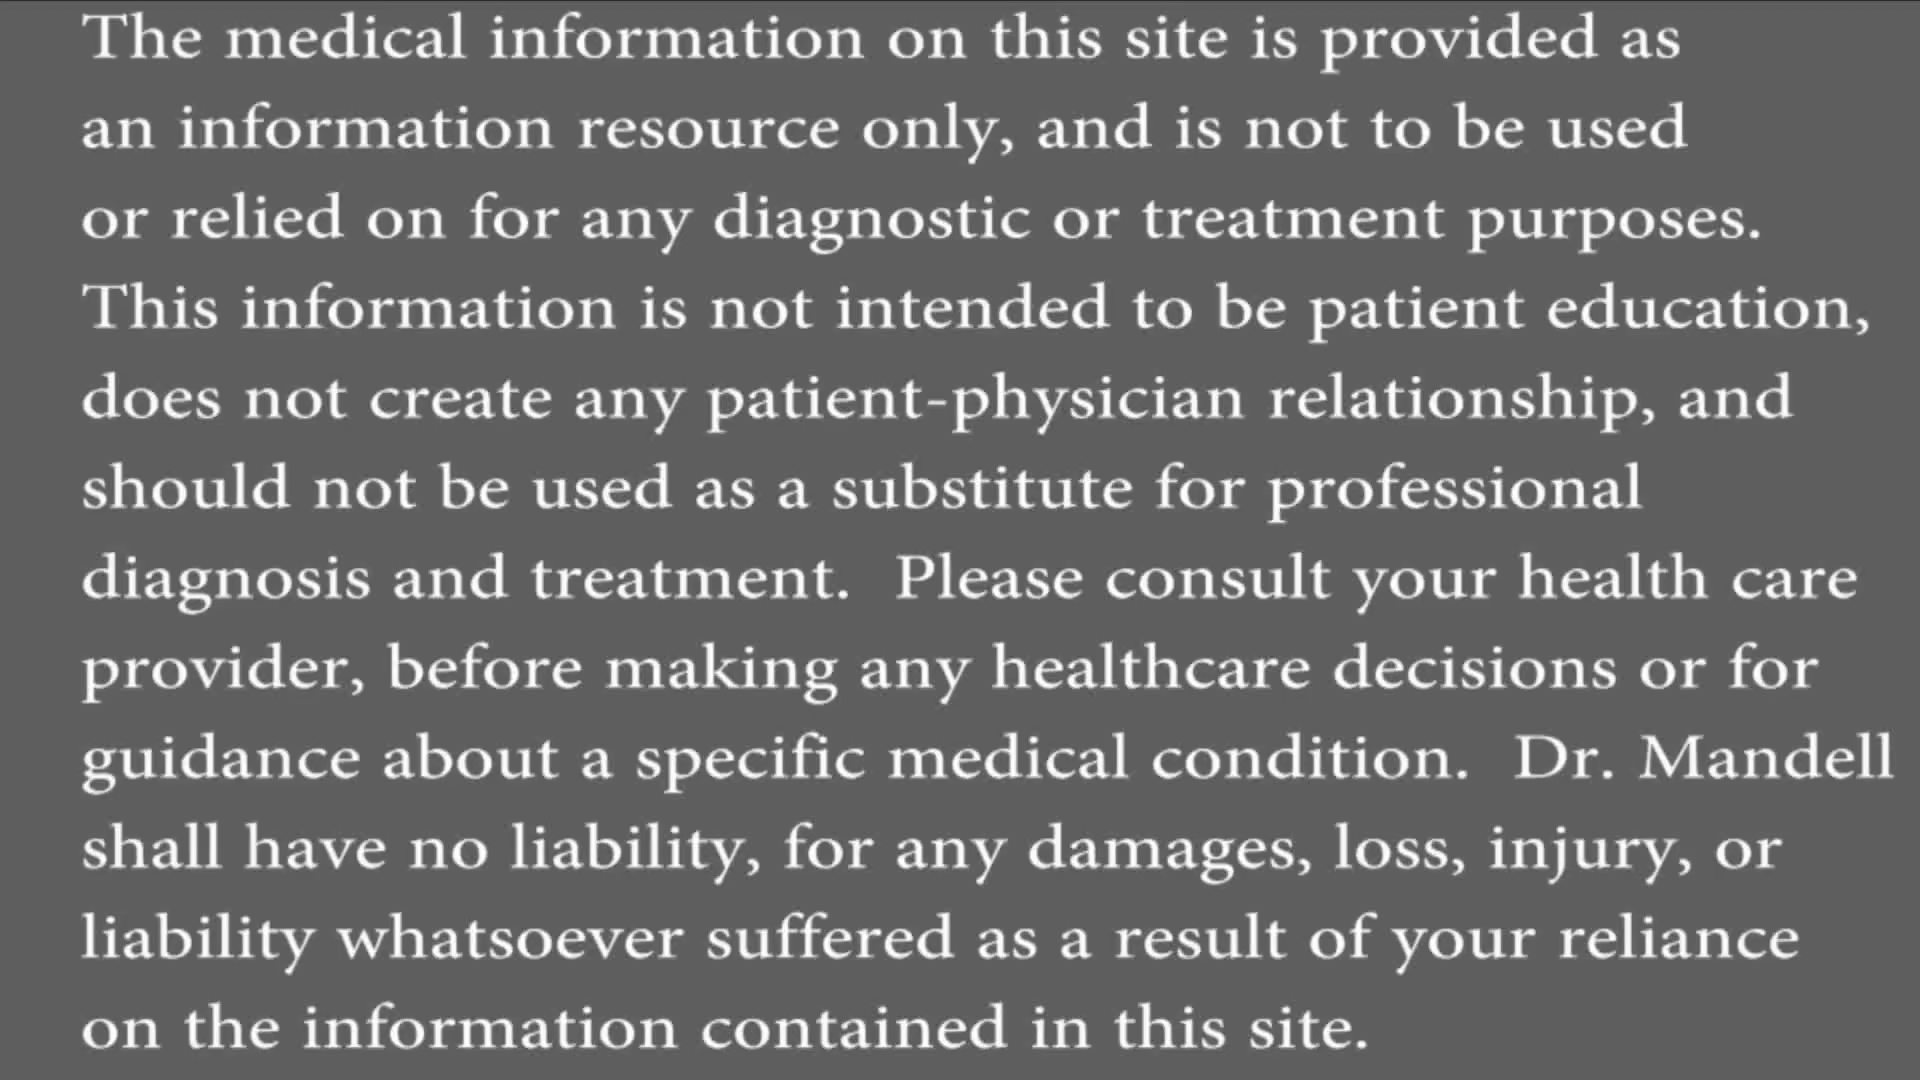 The medical information on this site is provided as
an information resource only, and is not to be used
or relied on for any diagnostic or treatment purposes.
This information is not intended to be patient education,
does not create any patient-physician relationship, and
should not be used as a substitute for professional
diagnosis and treatment.  Please consult your health care
provider, before making any healthcare decisions or for
guidance about a specific medical condition.  Dr. Mandell
shall have no liability, for any damages, loss, injury, or
liability whatsoever suffered as a result of your reliance
on the information contained in this site.